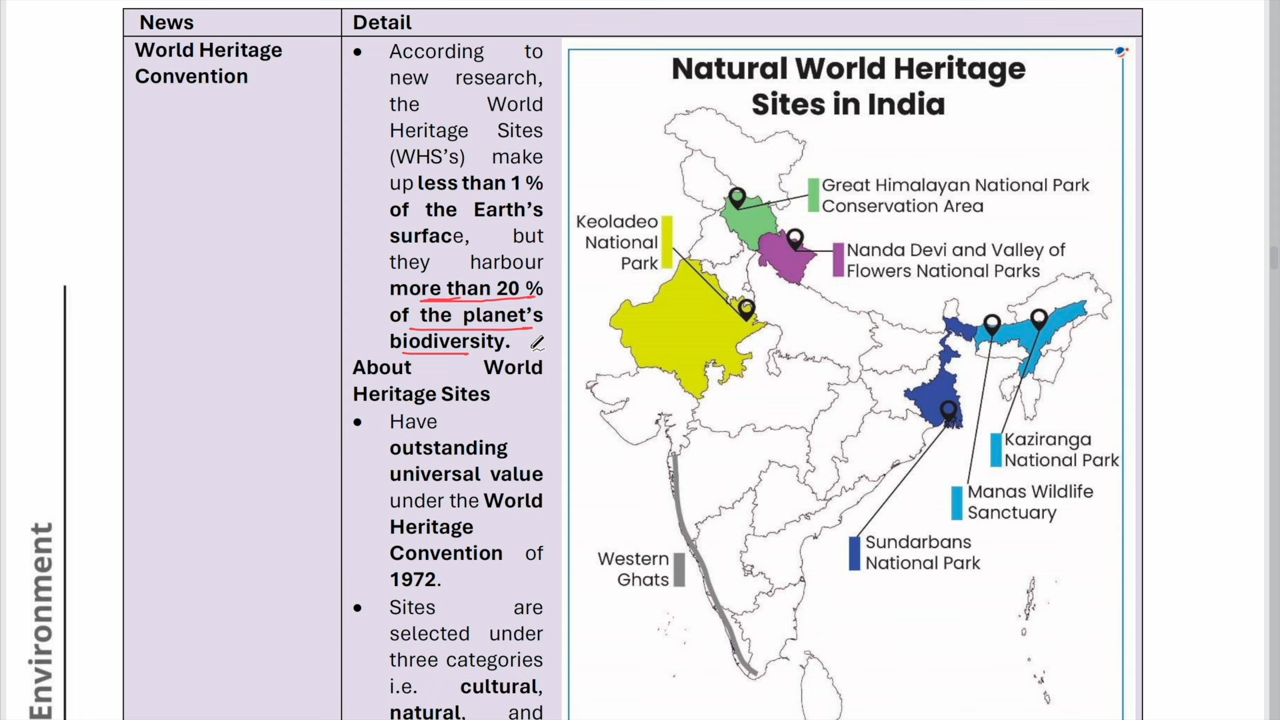 News
Detail
World Heritage
Convention
• According to
new research,
the World
Heritage Sites
(WHS's) make
up less than 1 %
of the Earth's
surface, but
they harbour
more than 20 %
of the planet's
biodiversity.
About World
Heritage Sites
• Have
outstanding
universal value
under the World
Heritage
Convention of
1972.
• Sites are
selected under
three categories
i.e. cultural,
natural, and
Natural World Heritage
Sites in India
Great Himalayan National Park
Conservation Area
Keoladeo
National
Park
Nanda Devi and Valley of
Flowers National Parks
Kaziranga
National Park
Manas Wildlife
Sanctuary
Sundarbans
National Park
Western
Ghats
Environment